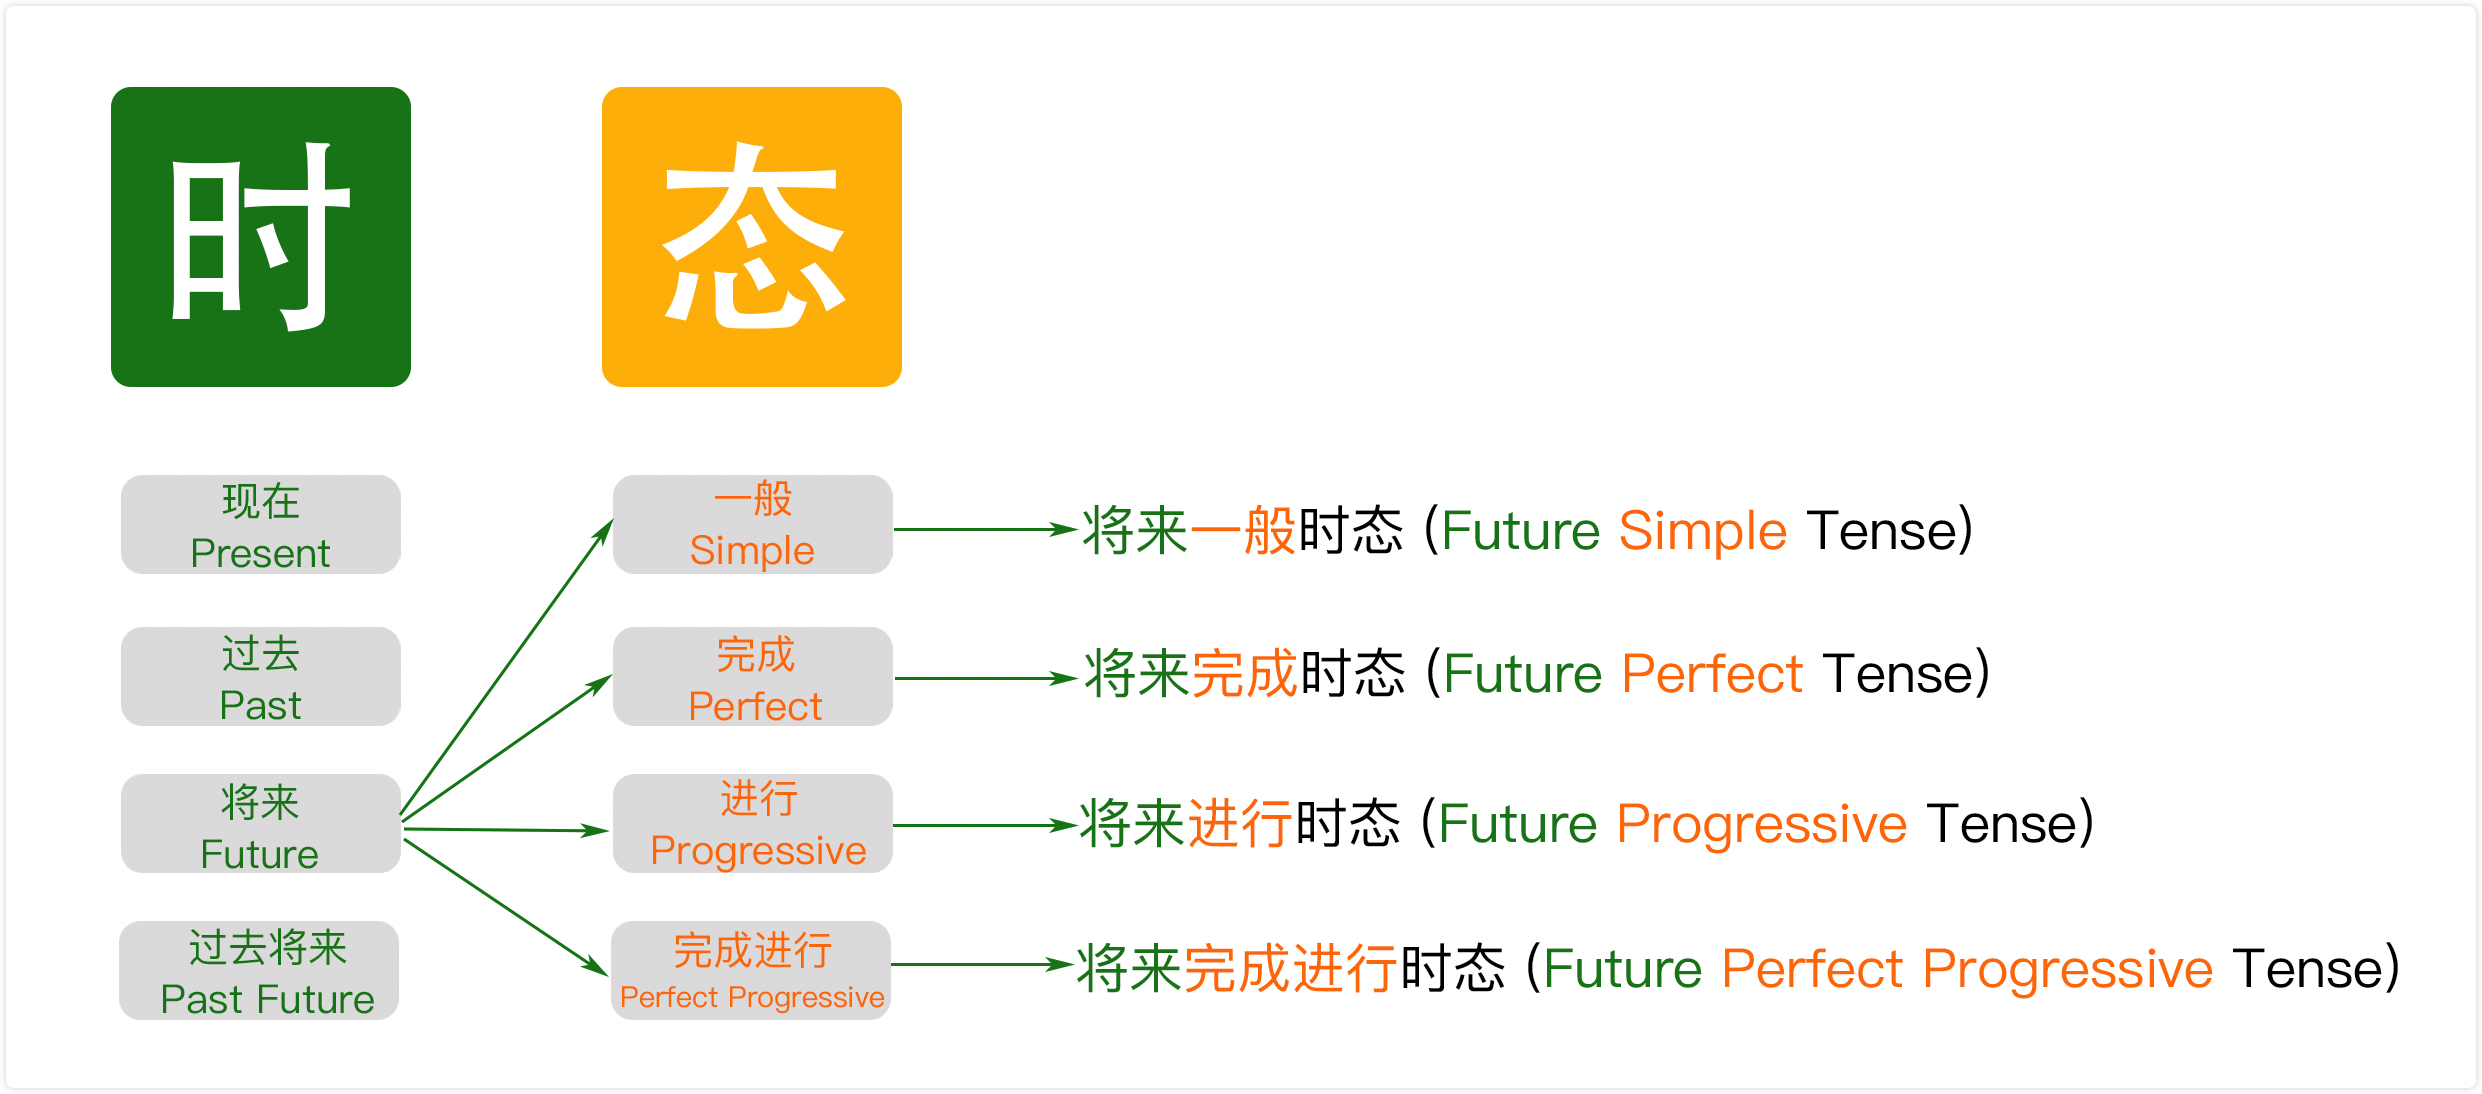 时
态
现在
Present
过去
Past
将来
Future
过去将来
Past Future
一般
Simple
完成
Perfect
进行
Progressive
完成进行
Perfect Progressive
将来一般时态 (Future Simple Tense)
将来完成时态 (Future Perfect Tense)
将来进行时态 (Future Progressive Tense)
将来完成进行时态 (Future Perfect Progressive Tense)